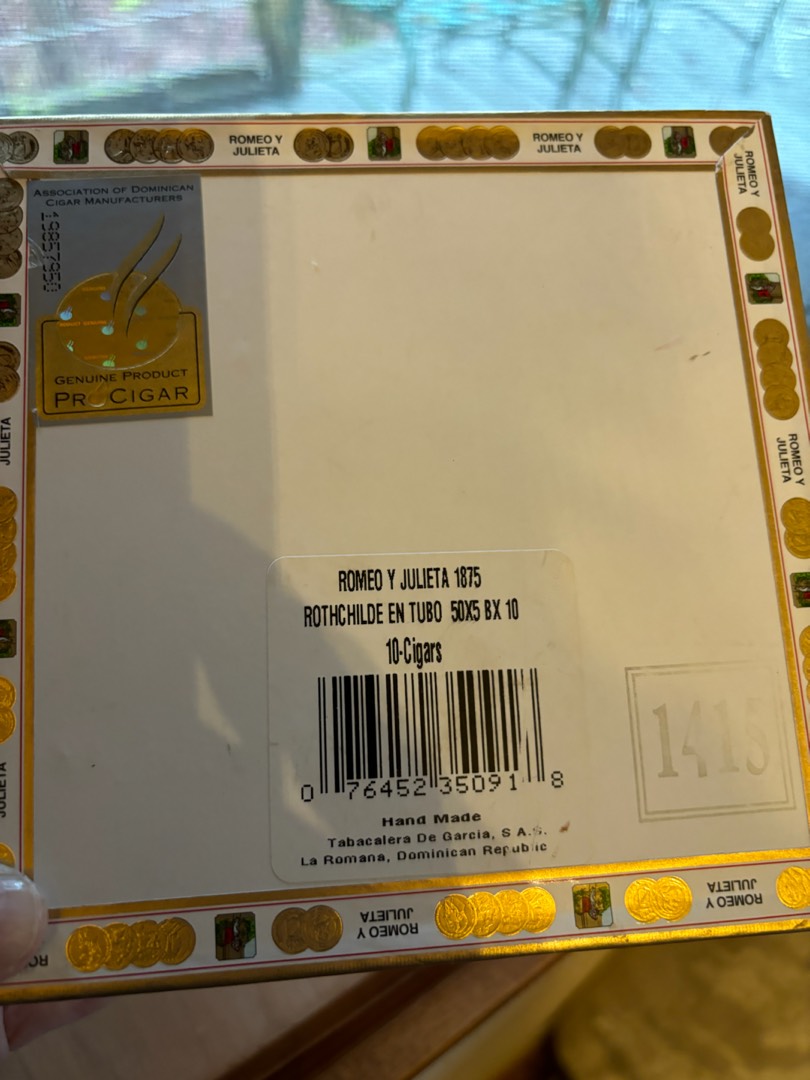 ROMEO Y
JULIETA
ROMEO Y
JULIETA
ROMEO Y
JULIETA
ASSOCIATION OF DOMINICAN
CIGAR MANUFACTURERS
19857950
GENUINE PRODUCT
PROCIGAR
JULIETA
ROMEO Y
JULIETA
ROMEO Y JULIETA 1875
ROTHCHILDE EN TUBO 50X5 BX 10
10-Cigars
0 76452 35091 8
Hand Made
Tabacalera De Garcia, S A.S.
La Romana, Dominican Republic
JULIETA
ROMEO Y
JULIETA
ROMEO Y
JULIETA